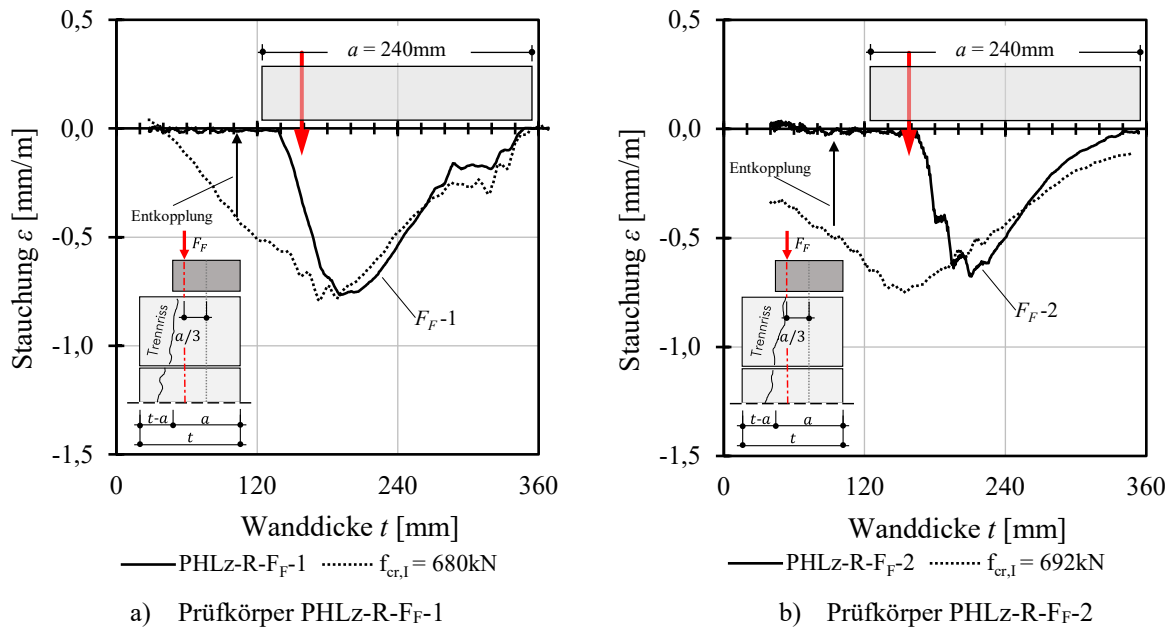 Stauchung ε [mm/m]
0,5
0,0
-0,5
-1,0
-1,5
a = 240mm
Entkopplung
F_F
Trennriss
a/3
t-a
a
t
F_F-1
0
120
240
360
Wanddicke t [mm]
PHLz-R-F_F-1
f_cr,I = 680kN
a) Prüfkörper PHLz-R-F_F-1
Stauchung ε [mm/m]
0,5
0,0
-0,5
-1,0
-1,5
a = 240mm
Entkopplung
F_F
Trennriss
a/3
t-a
a
t
F_F-2
0
120
240
360
Wanddicke t [mm]
PHLz-R-F_F-2
f_cr,I = 692kN
b) Prüfkörper PHLz-R-F_F-2